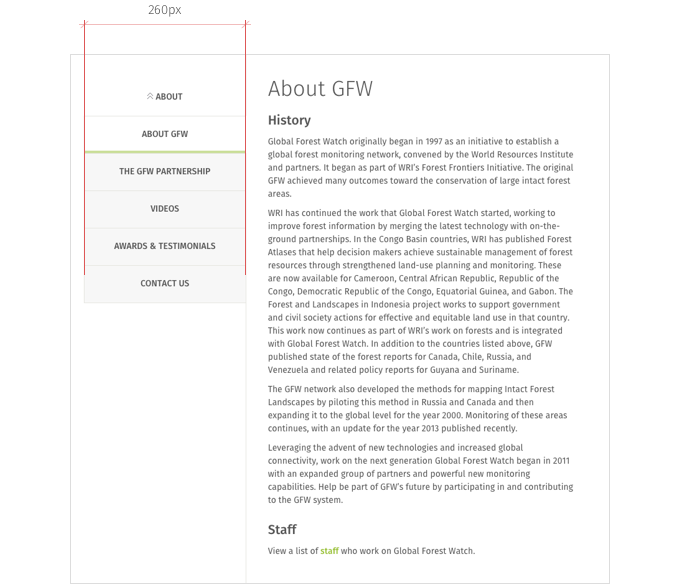 260px
ABOUT
ABOUT GFW
THE GFW PARTNERSHIP
VIDEOS
AWARDS & TESTIMONIALS
CONTACT US
About GFW
History
Global Forest Watch originally began in 1997 as an initiative to establish a
global forest monitoring network, convened by the World Resources Institute
and partners. It began as part of WRI's Forest Frontiers Initiative. The original
GFW achieved many outcomes toward the conservation of large intact forest
areas.
WRI has continued the work that Global Forest Watch started, working to
improve forest information by merging the latest technology with on-the-
ground partnerships. In the Congo Basin countries, WRI has published Forest
Atlases that help decision makers achieve sustainable management of forest
resources through strengthened land-use planning and monitoring. These
are now available for Cameroon, Central African Republic, Republic of the
Congo, Democratic Republic of the Congo, Equatorial Guinea, and Gabon. The
Forest and Landscapes in Indonesia project works to support government
and civil society actions for effective and equitable land use in that country.
This work now continues as part of WRI's work on forests and is integrated
with Global Forest Watch. In addition to the countries listed above, GFW
published state of the forest reports for Canada, Chile, Russia, and
Venezuela and related policy reports for Guyana and Suriname.
The GFW network also developed the methods for mapping Intact Forest
Landscapes by piloting this method in Russia and Canada and then
expanding it to the global level for the year 2000. Monitoring of these areas
continues, with an update for the year 2013 published recently.
Leveraging the advent of new technologies and increased global
connectivity, work on the next generation Global Forest Watch began in 2011
with an expanded group of partners and powerful new monitoring
capabilities. Help be part of GFW's future by participating in and contributing
to the GFW system.
Staff
View a list of staff who work on Global Forest Watch.